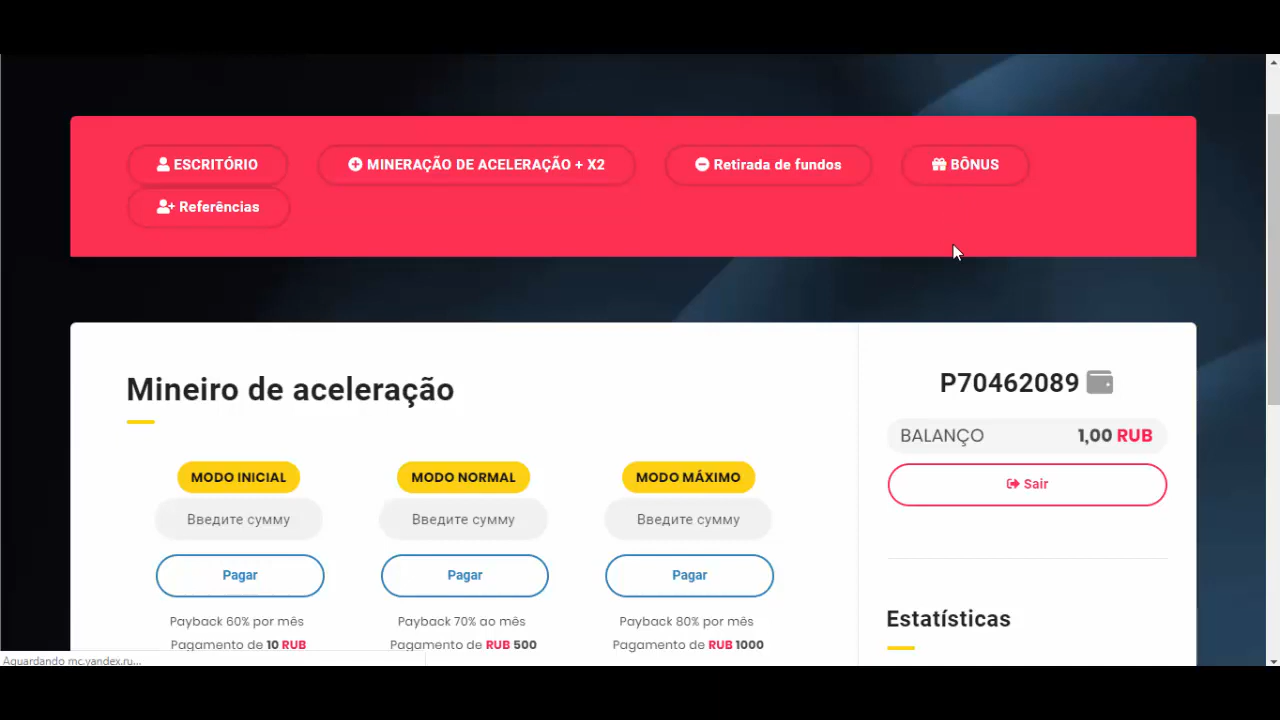 ESCRITÓRIO
MINERAÇÃO DE ACELERAÇÃO + X2
Retirada de fundos
BÔNUS
Referências
Mineiro de aceleração
MODO INICIAL
Введите сумму
Pagar
Payback 60% por mês
Pagamento de 10 RUB
MODO NORMAL
Введите сумму
Pagar
Payback 70% ao mês
Pagamento de RUB 500
MODO MÁXIMO
Введите сумму
Pagar
Payback 80% por mês
Pagamento de RUB 1000
P70462089
BALANÇO 1,00 RUB
Sair
Estatísticas
Aguardando mc.yandex.ru...